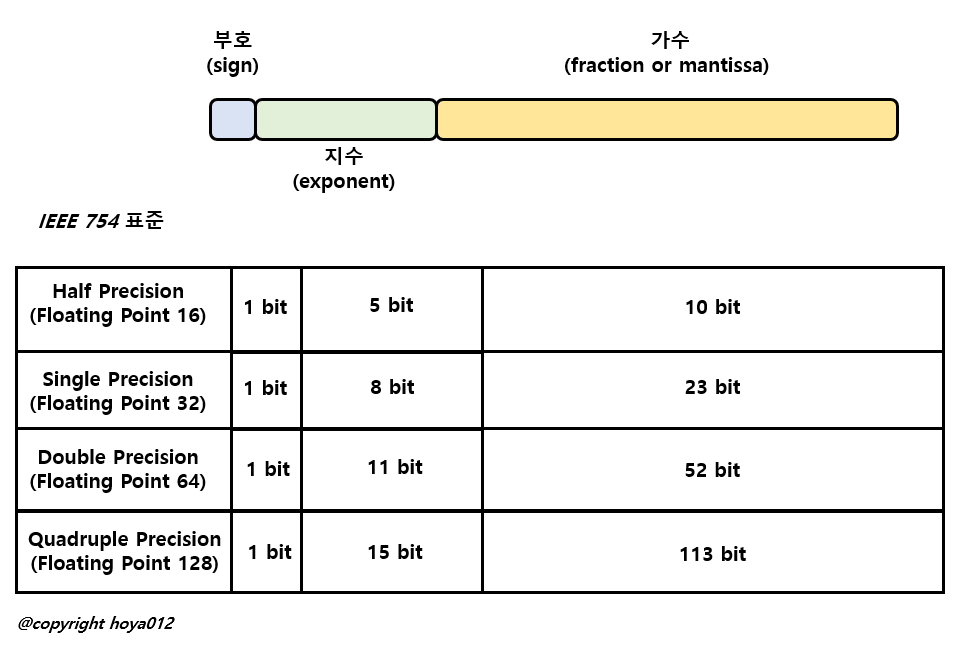 부호
(sign)
가수
(fraction or mantissa)
지수
(exponent)
IEEE 754 표준
Half Precision
(Floating Point 16)
1 bit
5 bit
10 bit
Single Precision
(Floating Point 32)
1 bit
8 bit
23 bit
Double Precision
(Floating Point 64)
1 bit
11 bit
52 bit
Quadruple Precision
(Floating Point 128)
1 bit
15 bit
113 bit
@copyright hoya012